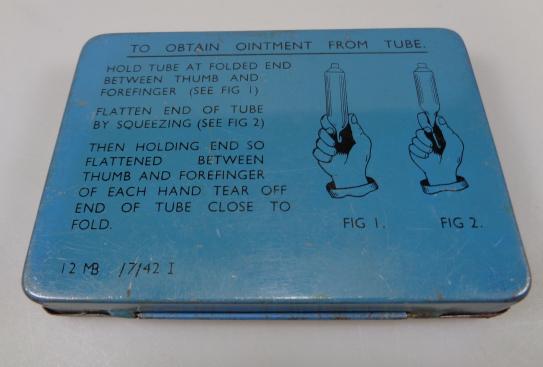 TO OBTAIN OINTMENT FROM TUBE.
HOLD TUBE AT FOLDED END
BETWEEN THUMB AND
FOREFINGER (SEE FIG 1)
FLATTEN END OF TUBE
BY SQUEEZING (SEE FIG 2)
THEN HOLDING END SO
FLATTENED BETWEEN
THUMB AND FOREFINGER
OF EACH HAND TEAR OFF
END OF TUBE CLOSE TO
FOLD.
FIG 1.
FIG 2.
12 MB /7/42 I